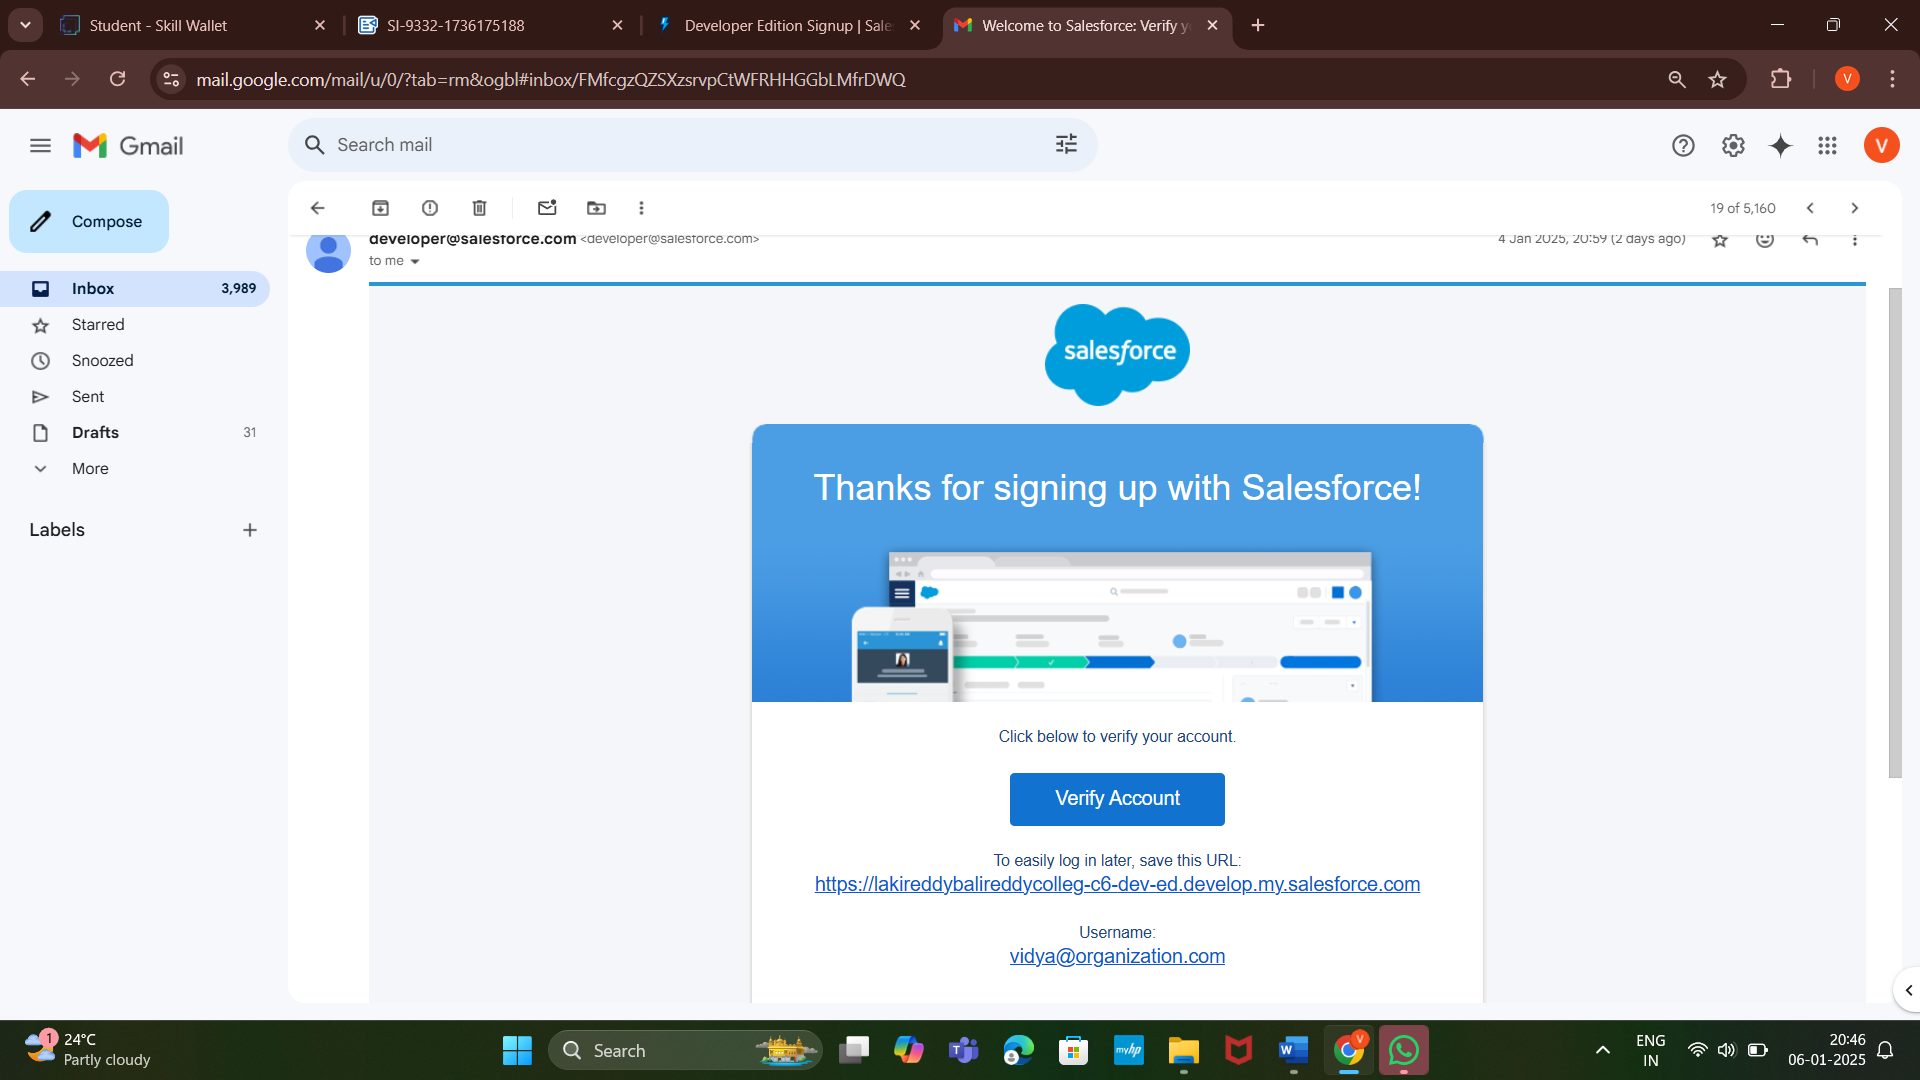 Student - Skill Wallet
SI-9332-1736175188
Developer Edition Signup | Sale
Welcome to Salesforce: Verify y
mail.google.com/mail/u/0/?tab=rm&ogbl#inbox/FMfcgzQZSXzsrvpCtWFRHHGGbLMfrDWQ
V
Gmail
Search mail
V
Compose
19 of 5,160
developer@salesforce.com <developer@salesforce.com>
4 Jan 2025, 20:59 (2 days ago)
to me
Inbox 3,989
Starred
Snoozed
Sent
Drafts 31
More
Labels
salesforce
Thanks for signing up with Salesforce!
Click below to verify your account.
Verify Account
To easily log in later, save this URL:
https://lakireddybalireddycolleg-c6-dev-ed.develop.my.salesforce.com
Username:
vidya@organization.com
1
24°C
Partly cloudy
Search
myhp
W
V
ENG
IN
20:46
06-01-2025